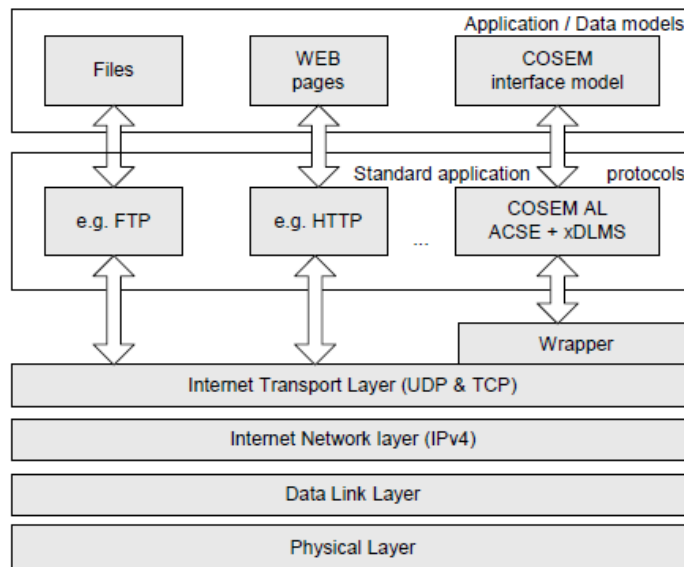 Application / Data models
Files
WEB
pages
COSEM
interface model
Standard application protocols
e.g. FTP
e.g. HTTP
...
COSEM AL
ACSE + xDLMS
Wrapper
Internet Transport Layer (UDP & TCP)
Internet Network layer (IPv4)
Data Link Layer
Physical Layer